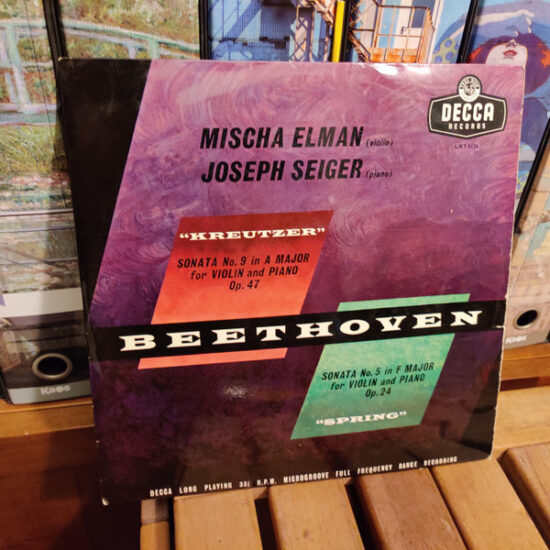 DECCA
RECORDS
MISCHA ELMAN (violin)
JOSEPH SEIGER (piano)
"KREUTZER"
SONATA No. 9 in A MAJOR
for VIOLIN and PIANO
Op. 47
BEETHOVEN
SONATA No. 5 in F MAJOR
for VIOLIN and PIANO
Op. 24
"SPRING"
DECCA LONG PLAYING 33⅓ R.P.M. MICROGROOVE FULL FREQUENCY RANGE RECORDING